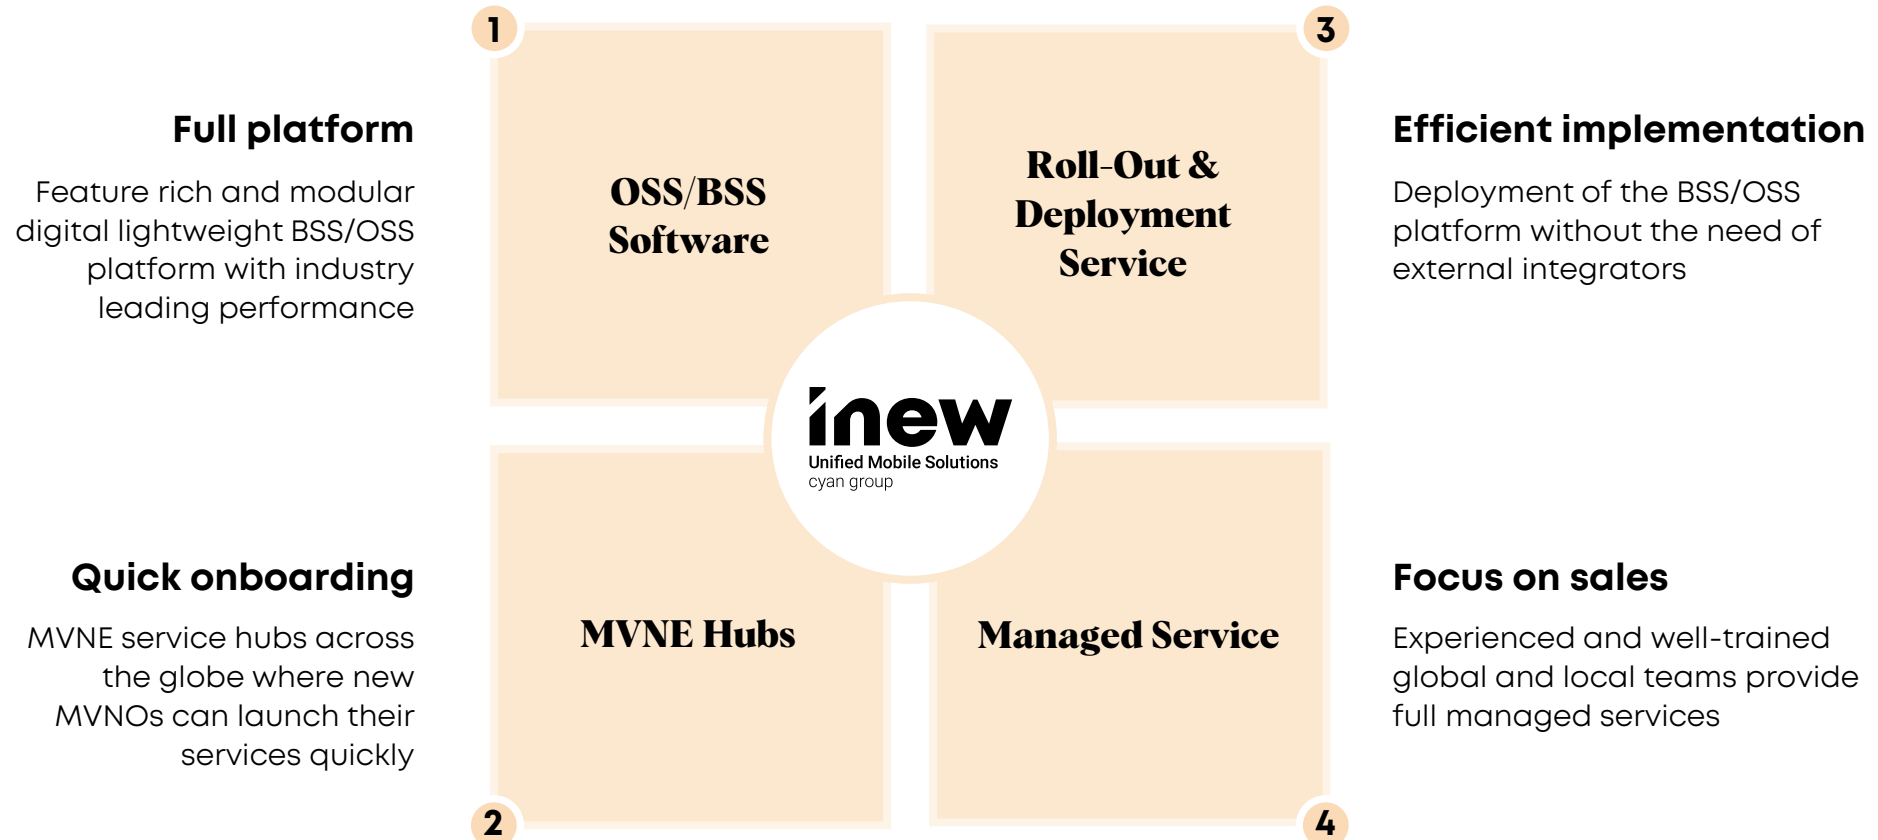 1
Full platform
Feature rich and modular
digital lightweight BSS/OSS
platform with industry
leading performance
OSS/BSS
Software
Quick onboarding
MVNE service hubs across
the globe where new
MVNOs can launch their
services quickly
MVNE Hubs
2
3
Roll-Out &
Deployment
Service
Efficient implementation
Deployment of the BSS/OSS
platform without the need of
external integrators
inew
Unified Mobile Solutions
cyan group
Managed Service
Focus on sales
Experienced and well-trained
global and local teams provide
full managed services
4